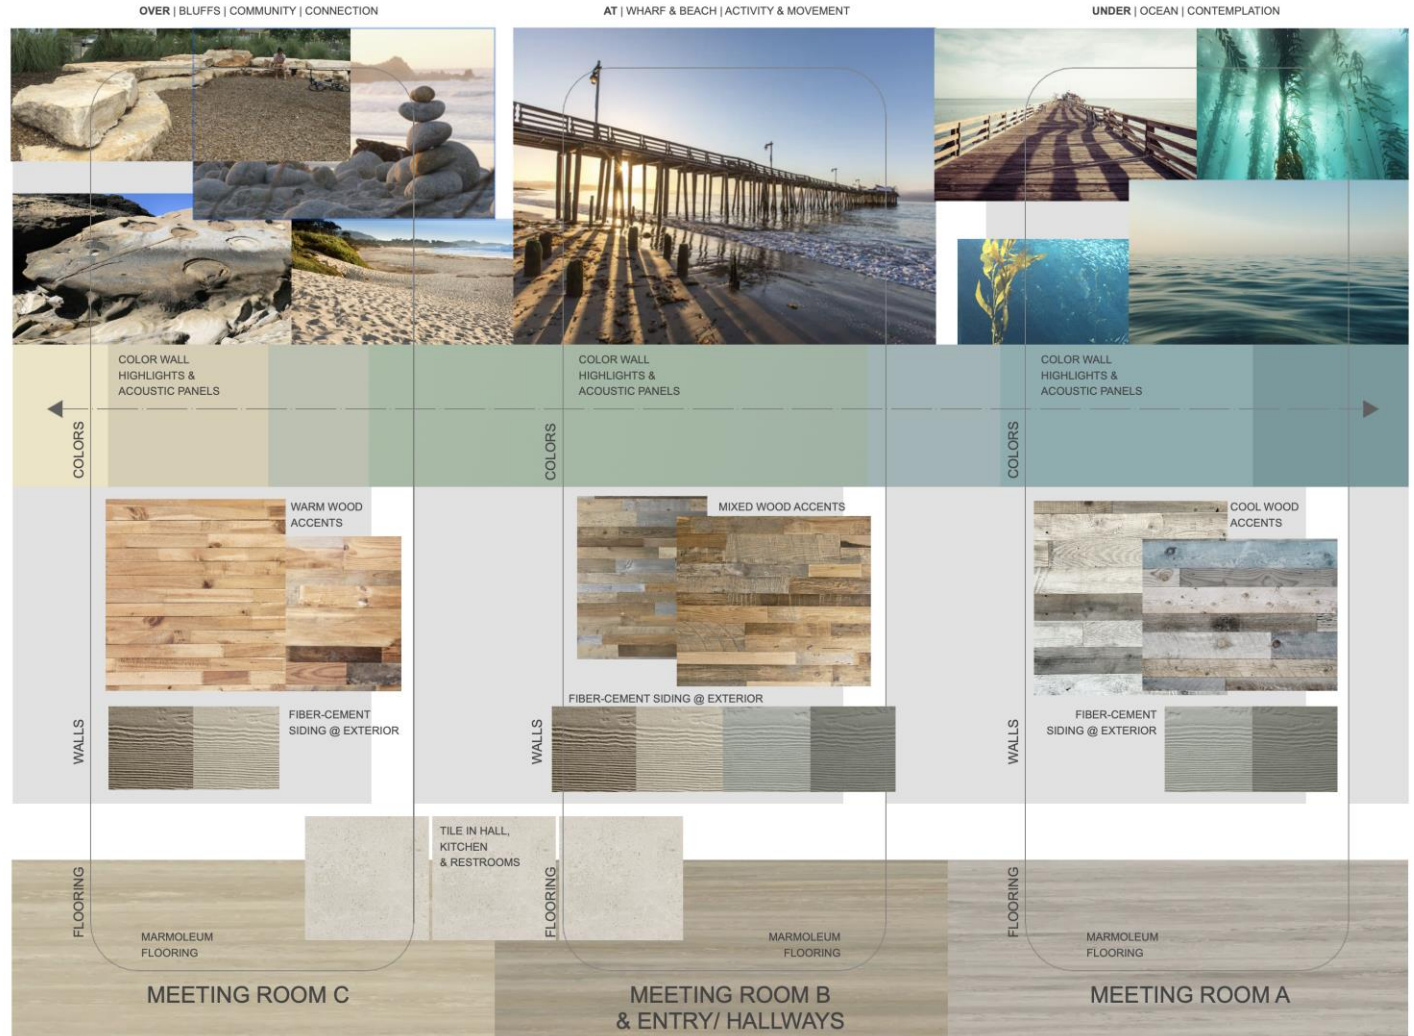 OVER | BLUFFS | COMMUNITY | CONNECTION
AT | WHARF & BEACH | ACTIVITY & MOVEMENT
UNDER | OCEAN | CONTEMPLATION
COLOR WALL
HIGHLIGHTS &
ACOUSTIC PANELS
COLOR WALL
HIGHLIGHTS &
ACOUSTIC PANELS
COLOR WALL
HIGHLIGHTS &
ACOUSTIC PANELS
COLORS
COLORS
COLORS
WARM WOOD
ACCENTS
MIXED WOOD ACCENTS
COOL WOOD
ACCENTS
WALLS
FIBER-CEMENT
SIDING @ EXTERIOR
WALLS
FIBER-CEMENT SIDING @ EXTERIOR
WALLS
FIBER-CEMENT
SIDING @ EXTERIOR
TILE IN HALL,
KITCHEN
& RESTROOMS
FLOORING
FLOORING
FLOORING
MARMOLEUM
FLOORING
MARMOLEUM
FLOORING
MARMOLEUM
FLOORING
MEETING ROOM C
MEETING ROOM B
& ENTRY/ HALLWAYS
MEETING ROOM A